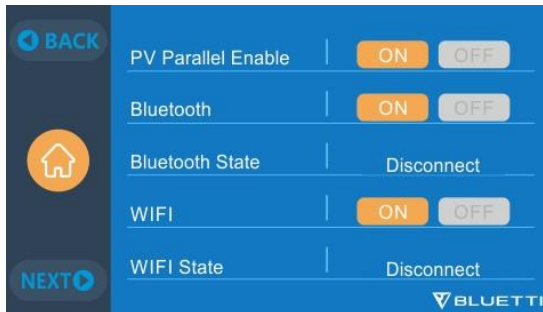 BACK
PV Parallel Enable ON OFF
Bluetooth ON OFF
Bluetooth State Disconnect
WIFI ON OFF
WIFI State Disconnect
NEXT
BLUETTI